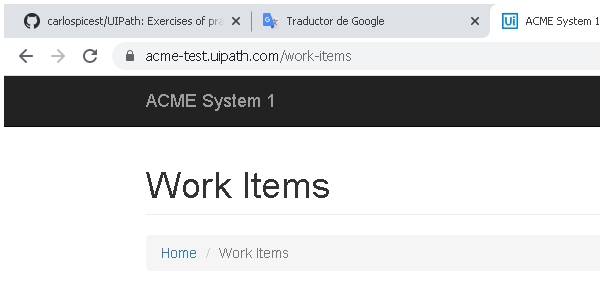 carlospicest/UIPath: Exercises of pra
Traductor de Google
Ui
ACME System 1
acme-test.uipath.com/work-items
ACME System 1
Work Items
Home / Work Items